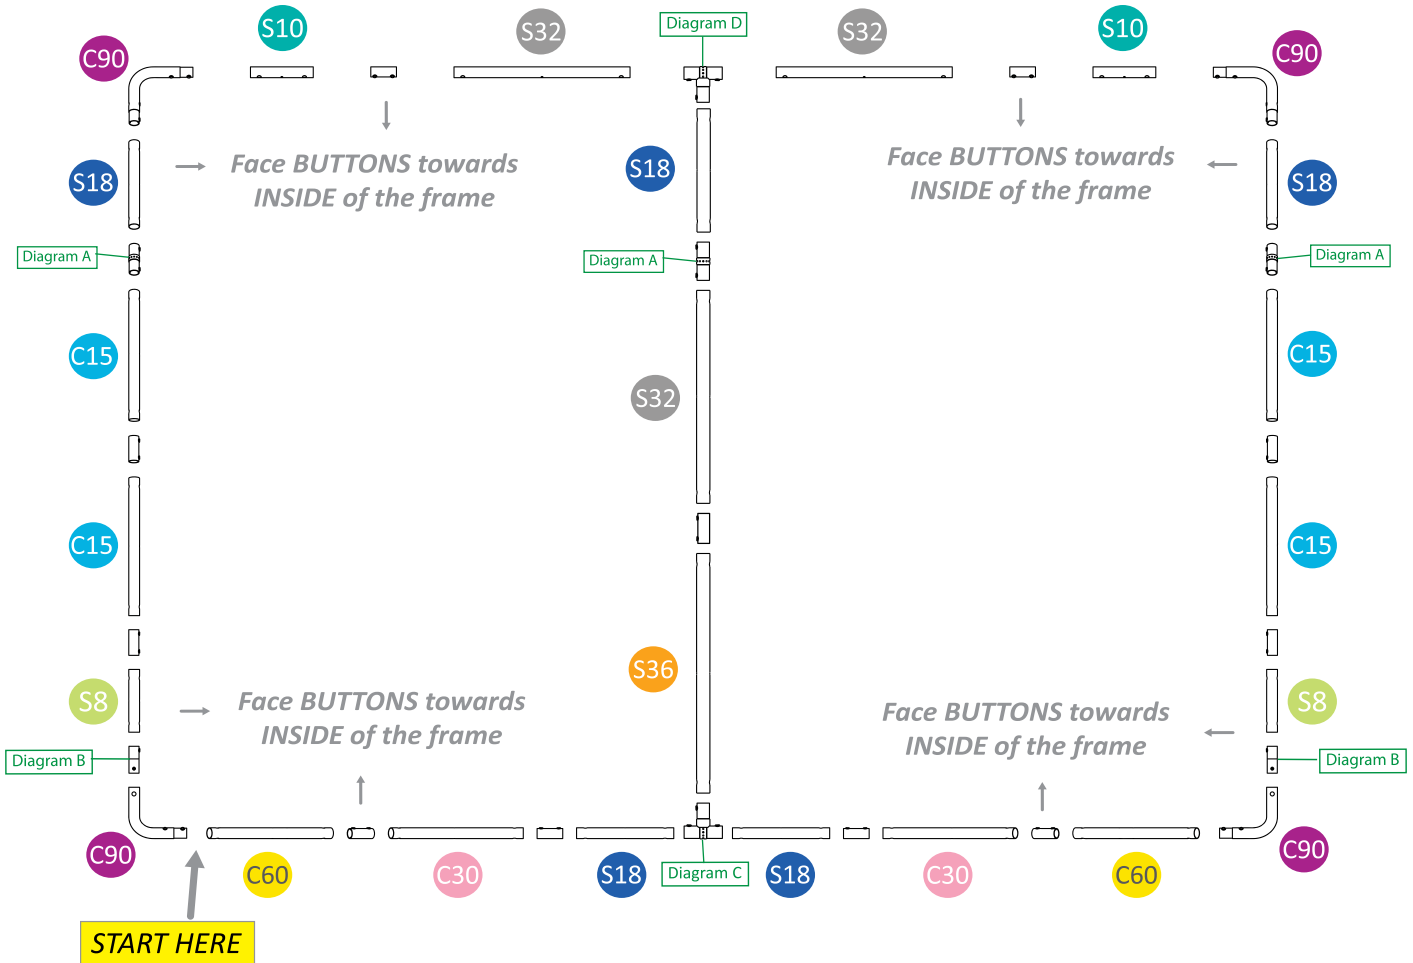 S10
S32
Diagram D
S32
S10
C90
C90
Face BUTTONS towards
INSIDE of the frame
Face BUTTONS towards
INSIDE of the frame
S18
S18
S18
Diagram A
Diagram A
Diagram A
C15
S32
C15
C15
C15
S8
S36
S8
Face BUTTONS towards
INSIDE of the frame
Face BUTTONS towards
INSIDE of the frame
Diagram B
Diagram B
C90
C90
C60
C30
S18
Diagram C
S18
C30
C60
START HERE